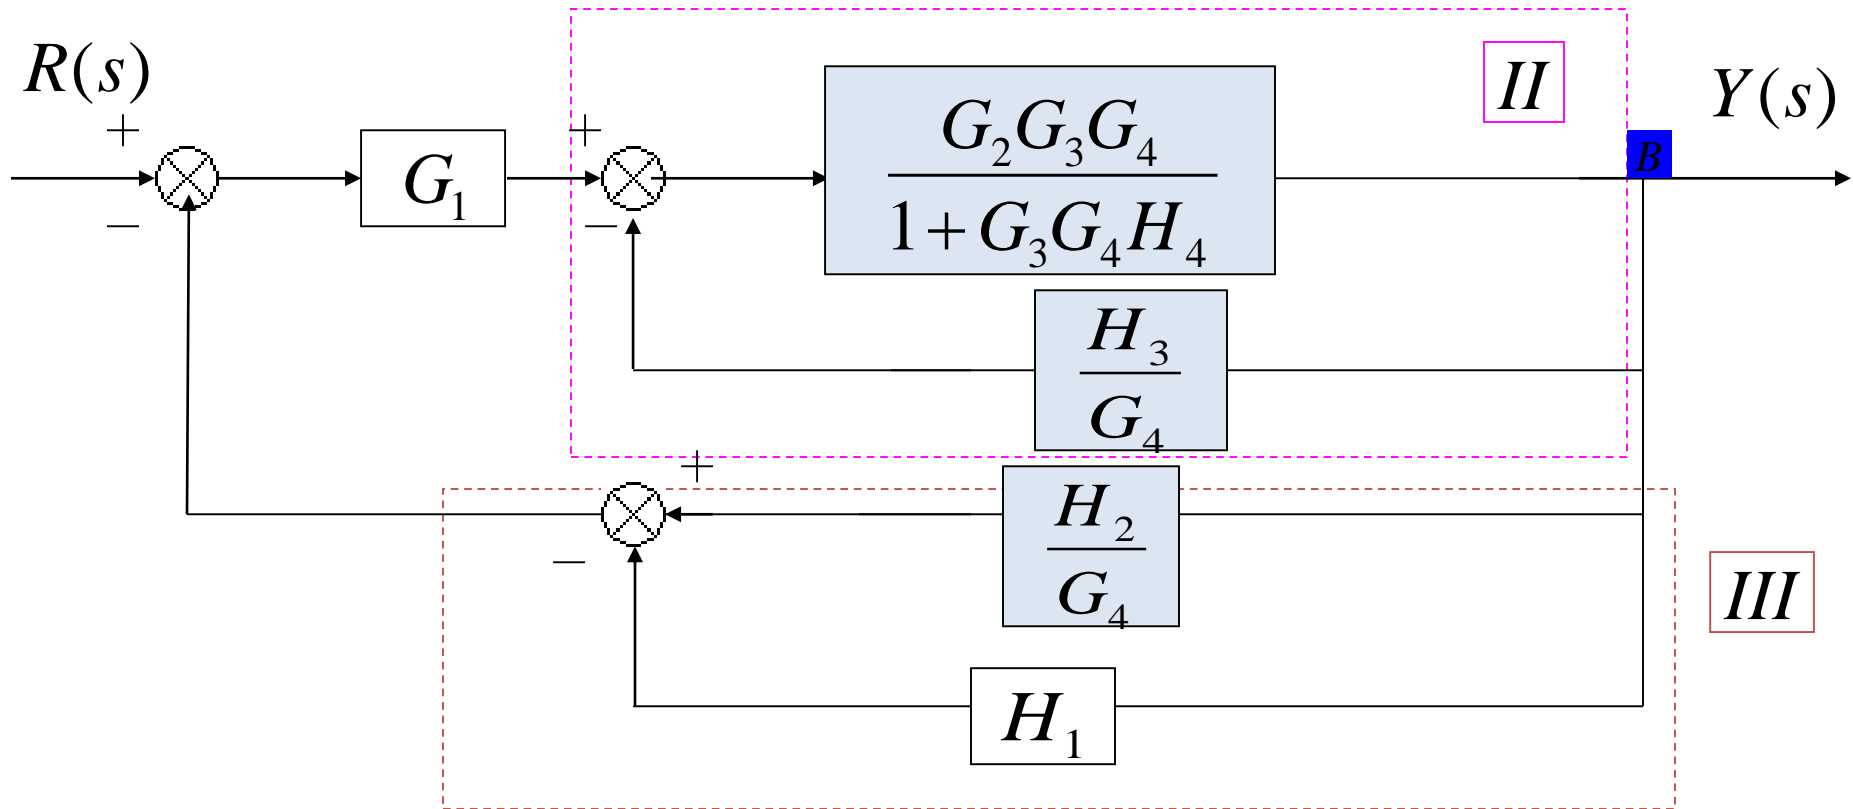 R(s)
Y(s)
II
+
−
G₁
+
−
G₂G₃G₄
1+G₃G₄H₄
B
H₃
G₄
+
−
H₂
G₄
III
H₁